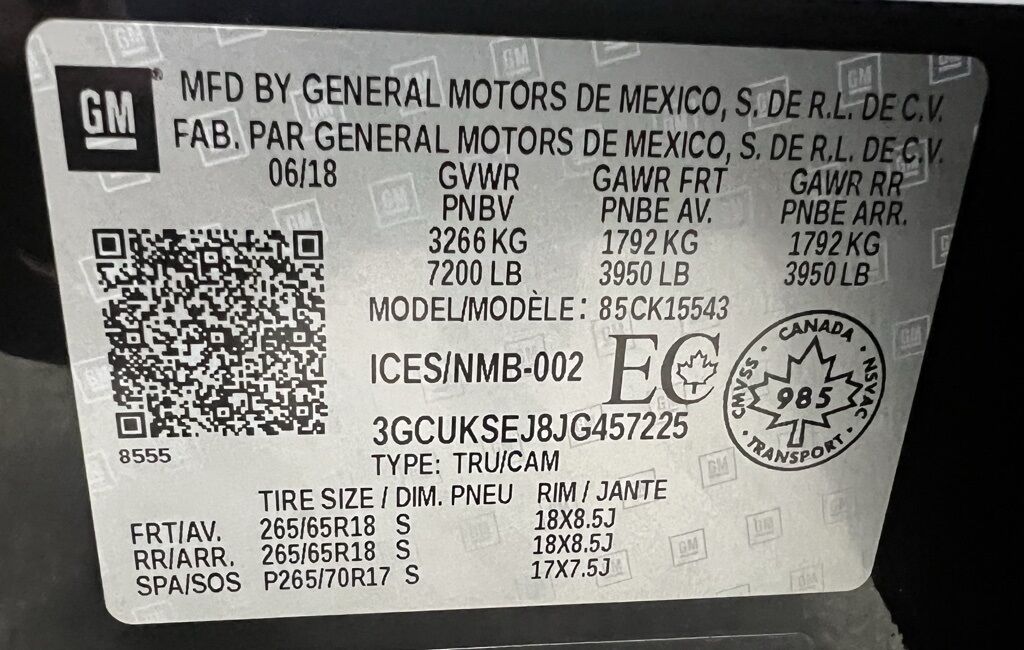 GM
MFD BY GENERAL MOTORS DE MEXICO, S. DE R.L. DE C.V.
FAB. PAR GENERAL MOTORS DE MEXICO, S. DE R.L. DE C.V.
06/18 GVWR GAWR FRT GAWR RR
PNBV PNBE AV. PNBE ARR.
3266 KG 1792 KG 1792 KG
7200 LB 3950 LB 3950 LB
MODEL/MODÈLE: 85CK15543
ICES/NMB-002 EC
CANADA
CMVSS 985 NSVAC
TRANSPORT
3GCUKSEJ8JG457225
8555
TYPE: TRU/CAM
TIRE SIZE / DIM. PNEU RIM / JANTE
FRT/AV. 265/65R18 S 18X8.5J
RR/ARR. 265/65R18 S 18X8.5J
SPA/SOS P265/70R17 S 17X7.5J